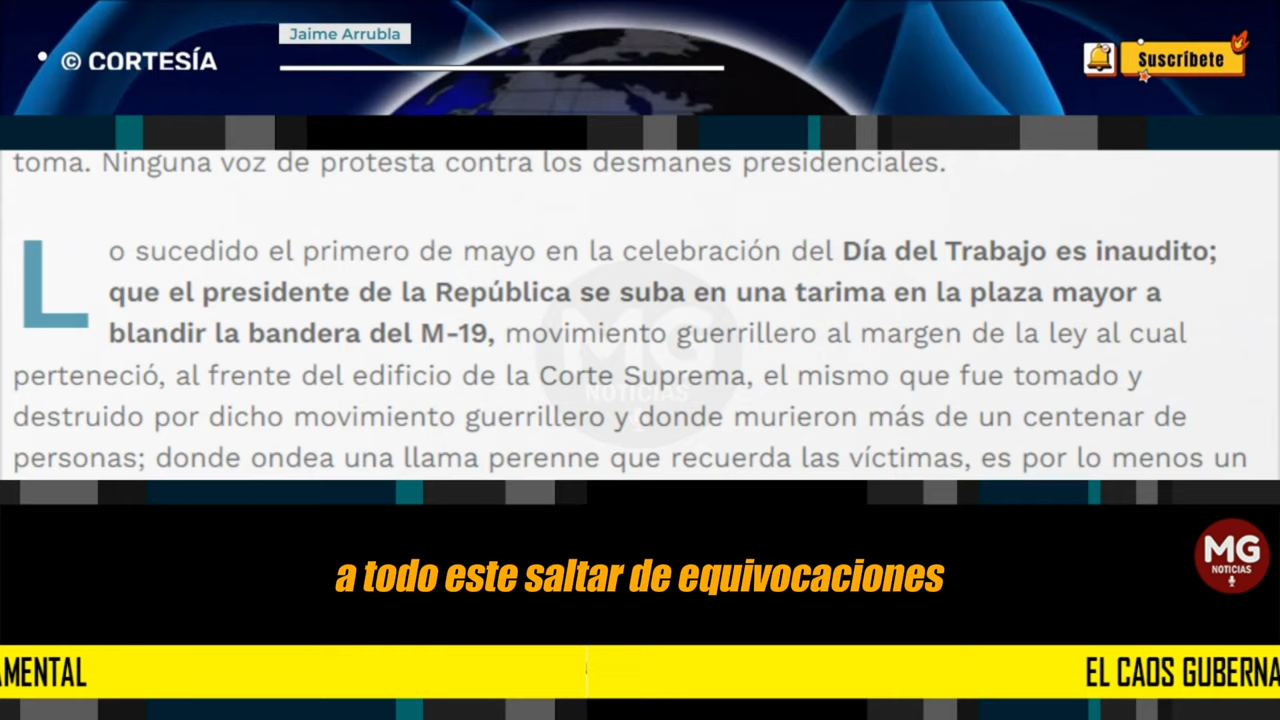 Jaime Arrubla
© CORTESÍA
Suscríbete
toma. Ninguna voz de protesta contra los desmanes presidenciales.
Lo sucedido el primero de mayo en la celebración del Día del Trabajo es inaudito;
que el presidente de la República se suba en una tarima en la plaza mayor a
blandir la bandera del M-19, movimiento guerrillero al margen de la ley al cual
perteneció, al frente del edificio de la Corte Suprema, el mismo que fue tomado y
destruido por dicho movimiento guerrillero y donde murieron más de un centenar de
personas; donde ondea una llama perenne que recuerda las víctimas, es por lo menos un
MG
NOTICIAS
a todo este saltar de equivocaciones
MG
NOTICIAS
AMENTAL
EL CAOS GUBERNA